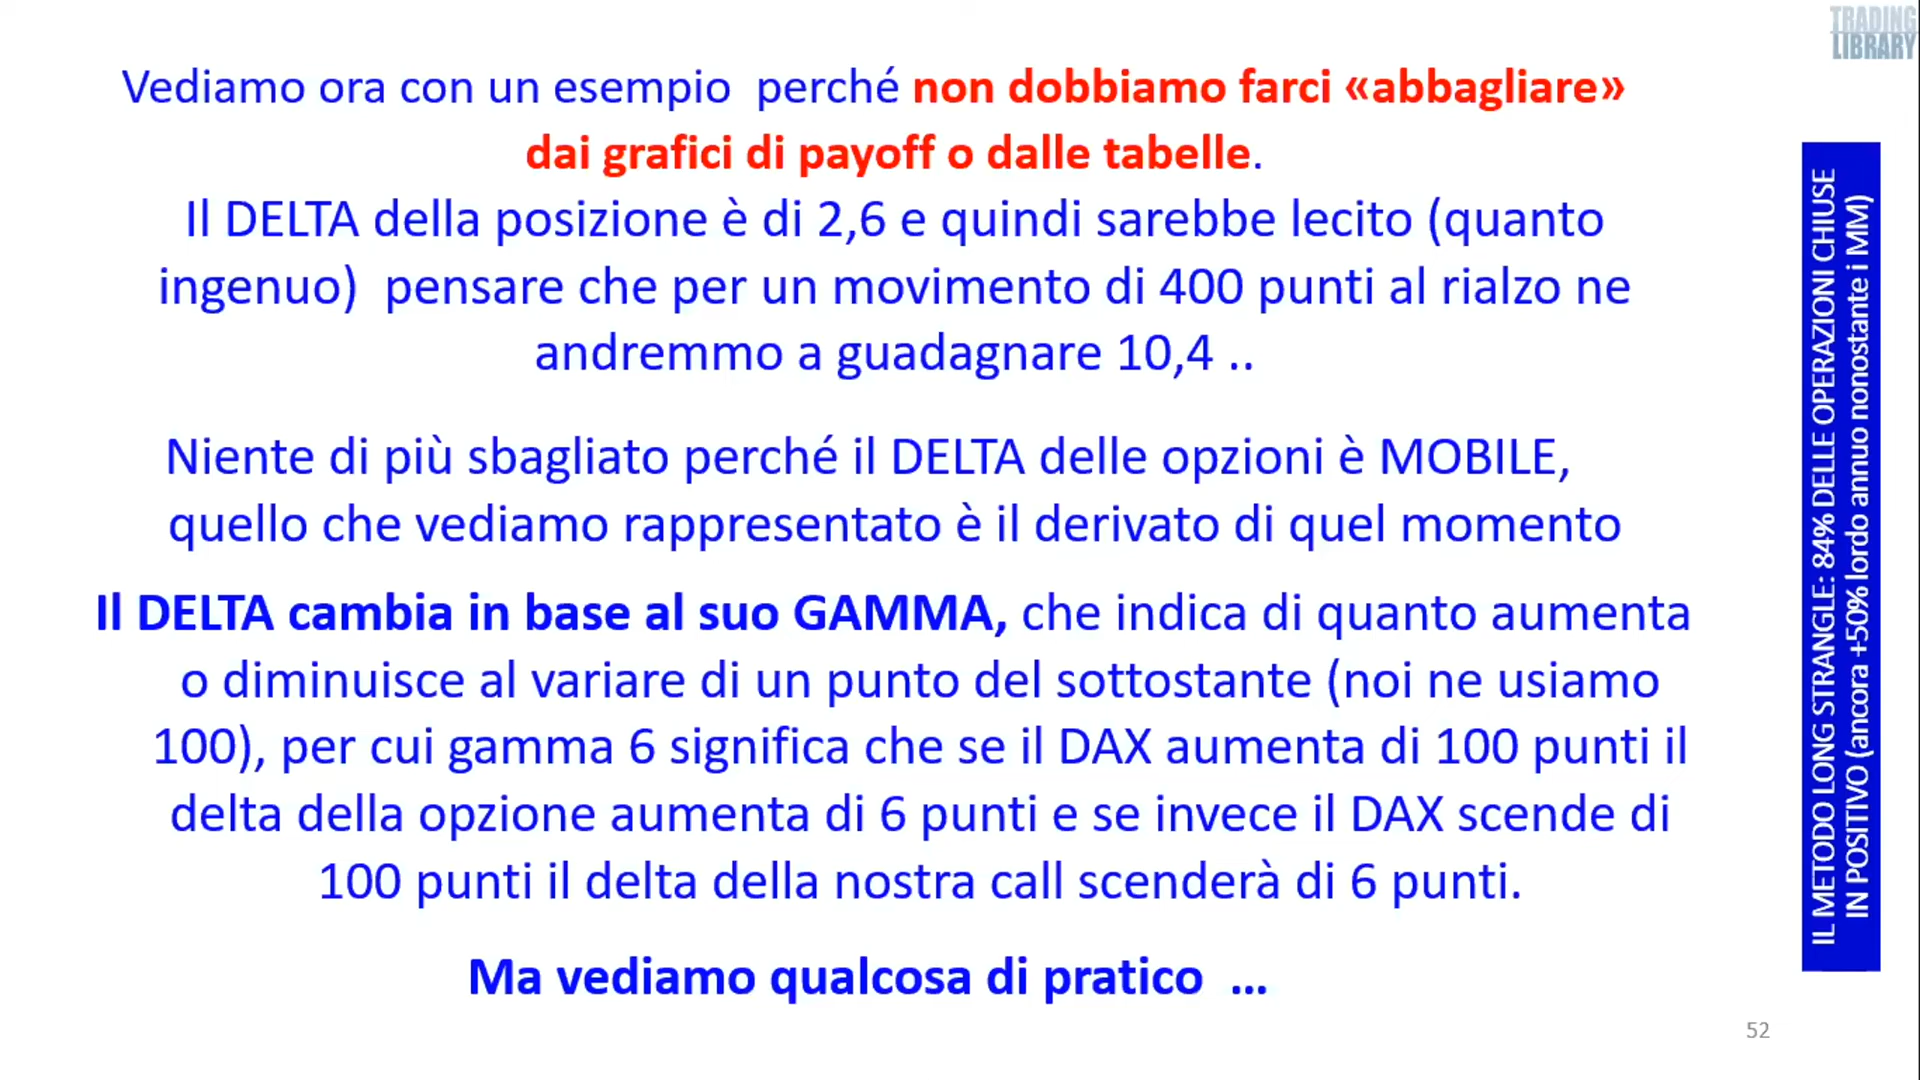 TRADING
LIBRARY
Vediamo ora con un esempio  perché non dobbiamo farci «abbagliare»
dai grafici di payoff o dalle tabelle.
Il DELTA della posizione è di 2,6 e quindi sarebbe lecito (quanto
ingenuo)  pensare che per un movimento di 400 punti al rialzo ne
andremmo a guadagnare 10,4 ..
Niente di più sbagliato perché il DELTA delle opzioni è MOBILE,
quello che vediamo rappresentato è il derivato di quel momento
Il DELTA cambia in base al suo GAMMA, che indica di quanto aumenta
o diminuisce al variare di un punto del sottostante (noi ne usiamo
100), per cui gamma 6 significa che se il DAX aumenta di 100 punti il
delta della opzione aumenta di 6 punti e se invece il DAX scende di
100 punti il delta della nostra call scenderà di 6 punti.
Ma vediamo qualcosa di pratico  ...
IL METODO LONG STRANGLE: 84% DELLE OPERAZIONI CHIUSE
IN POSITIVO (ancora +50% lordo annuo nonostante i MM)
52